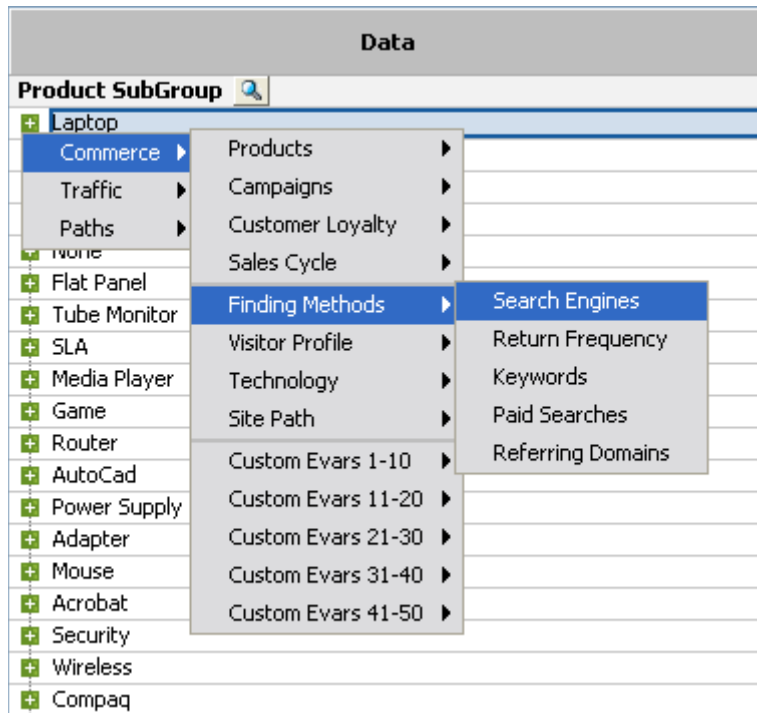 Data
Product SubGroup
Laptop
Commerce
Traffic
Paths
Products
Campaigns
Customer Loyalty
Sales Cycle
Finding Methods
Visitor Profile
Technology
Site Path
Custom Evars 1-10
Custom Evars 11-20
Custom Evars 21-30
Custom Evars 31-40
Custom Evars 41-50
Search Engines
Return Frequency
Keywords
Paid Searches
Referring Domains
None
Flat Panel
Tube Monitor
SLA
Media Player
Game
Router
AutoCad
Power Supply
Adapter
Mouse
Acrobat
Security
Wireless
Compaq